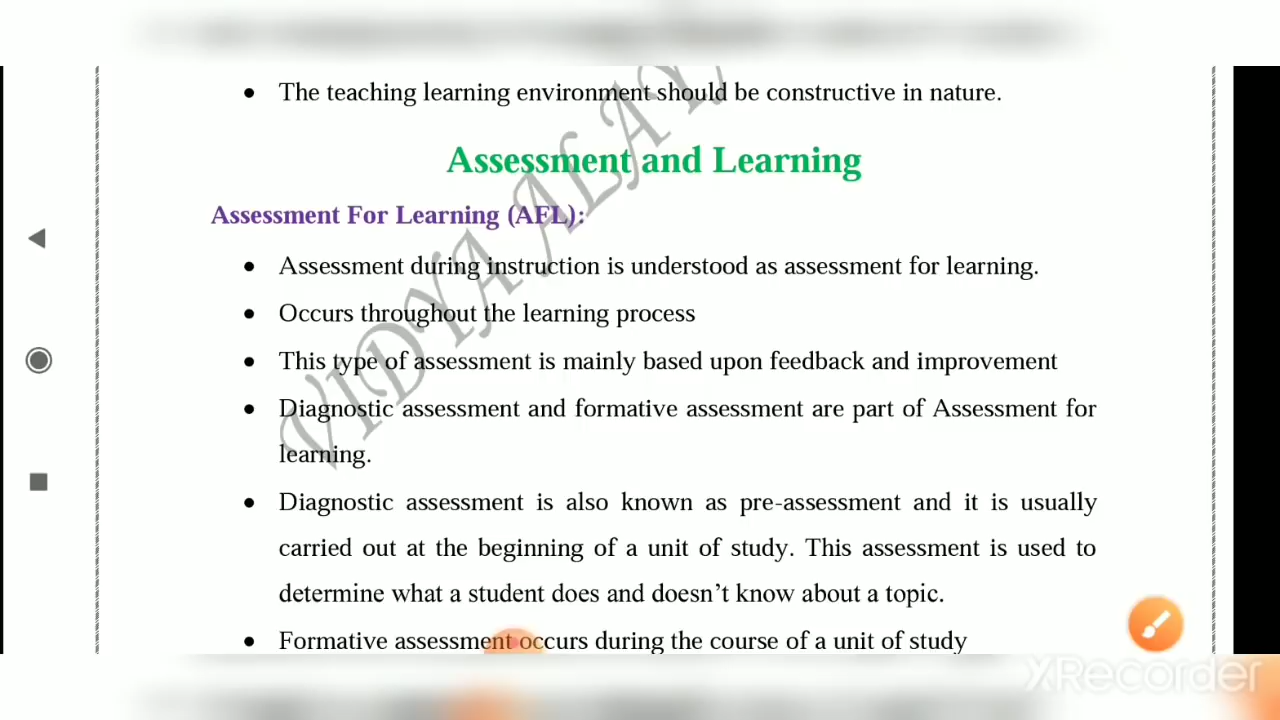 • The teaching learning environment should be constructive in nature.
Assessment and Learning
Assessment For Learning (AFL):
• Assessment during instruction is understood as assessment for learning.
• Occurs throughout the learning process
• This type of assessment is mainly based upon feedback and improvement
• Diagnostic assessment and formative assessment are part of Assessment for
learning.
• Diagnostic assessment is also known as pre-assessment and it is usually
carried out at the beginning of a unit of study. This assessment is used to
determine what a student does and doesn’t know about a topic.
• Formative assessment occurs during the course of a unit of study
VIDYA ALAY
XRecorder